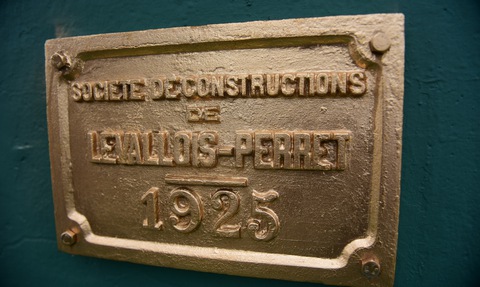 SOCIETE DE CONSTRUCTIONS
DE
LEVALLOIS-PERRET
1925